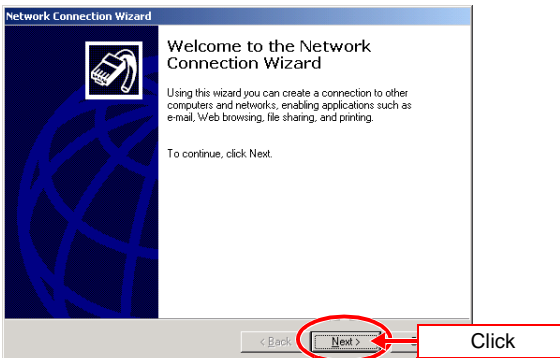 Network Connection Wizard
Welcome to the Network
Connection Wizard
Using this wizard you can create a connection to other
computers and networks, enabling applications such as
e-mail, Web browsing, file sharing, and printing.
To continue, click Next.
< Back
Next >
Click